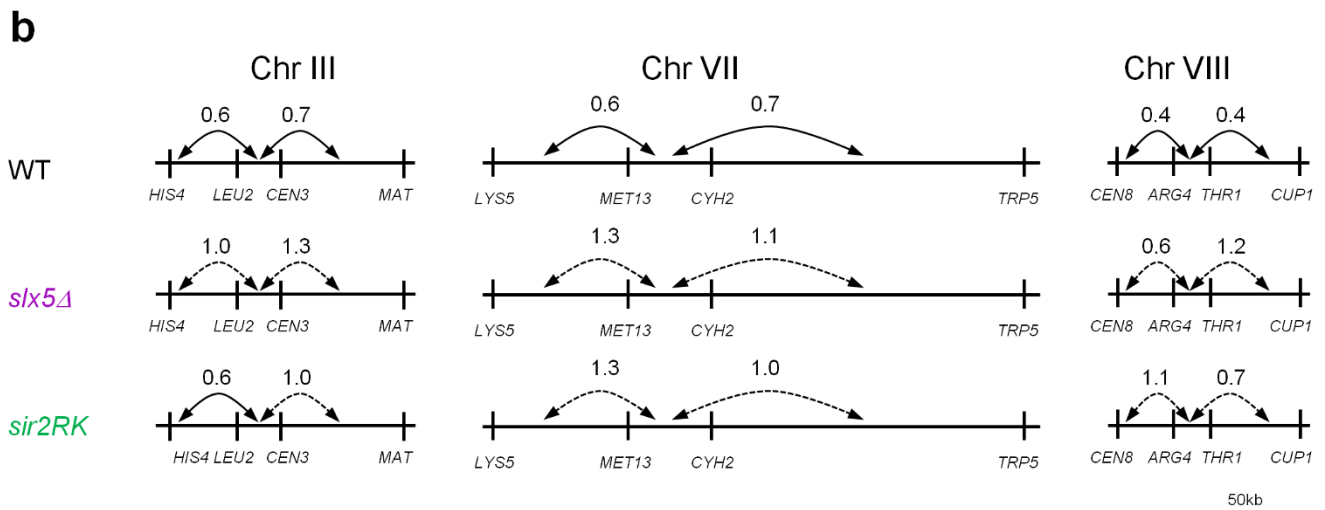 b
Chr III Chr VII Chr VIII
0.6 0.7 0.6 0.7 0.4 0.4
WT
HIS4 LEU2 CEN3 MAT LYS5 MET13 CYH2 TRP5 CEN8 ARG4 THR1 CUP1
1.0 1.3 1.3 1.1 0.6 1.2
slx5Δ
HIS4 LEU2 CEN3 MAT LYS5 MET13 CYH2 TRP5 CEN8 ARG4 THR1 CUP1
0.6 1.0 1.3 1.0 1.1 0.7
sir2RK
HIS4 LEU2 CEN3 MAT LYS5 MET13 CYH2 TRP5 CEN8 ARG4 THR1 CUP1
50kb